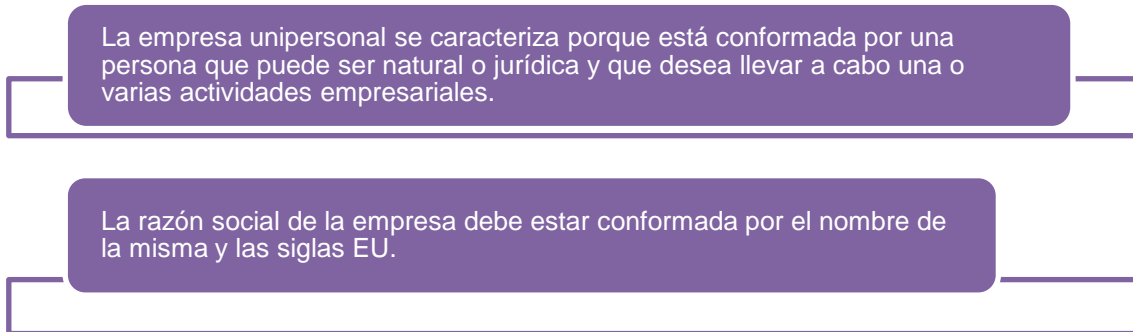 La empresa unipersonal se caracteriza porque está conformada por una
persona que puede ser natural o jurídica y que desea llevar a cabo una o
varias actividades empresariales.
La razón social de la empresa debe estar conformada por el nombre de
la misma y las siglas EU.